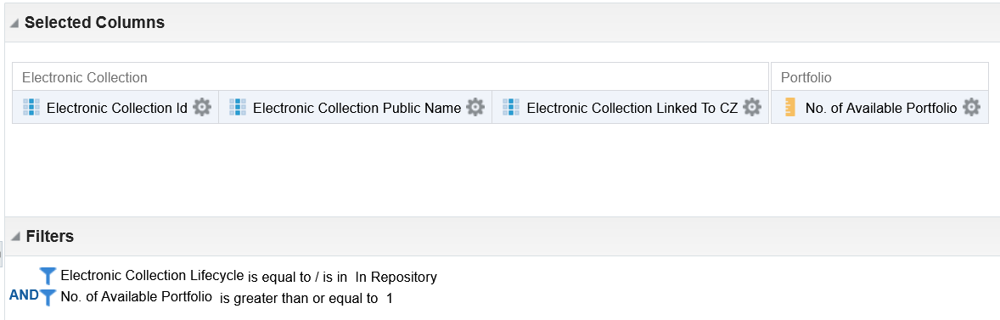 Selected Columns
Electronic Collection Portfolio
Electronic Collection Id Electronic Collection Public Name Electronic Collection Linked To CZ No. of Available Portfolio
Filters
Electronic Collection Lifecycle is equal to / is in In Repository
AND No. of Available Portfolio is greater than or equal to 1